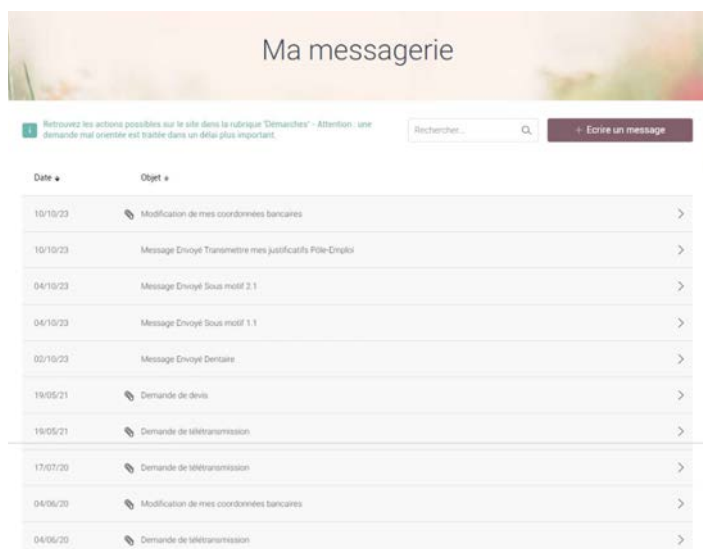 Ma messagerie
i Retrouvez les actions possibles sur le site dans la rubrique "Démarches" - Attention : une
demande mal orientée est traitée dans un délai plus important.
Rechercher...
+ Ecrire un message
Date Objet
10/10/23 Modification de mes coordonnées bancaires
10/10/23 Message Envoyé Transmettre mes justificatifs Pôle-Emploi
04/10/23 Message Envoyé Sous motif 2.1
04/10/23 Message Envoyé Sous motif 1.1
02/10/23 Message Envoyé Dentaire
19/05/21 Demande de devis
19/05/21 Demande de télétransmission
17/07/20 Demande de télétransmission
04/06/20 Modification de mes coordonnées bancaires
04/06/20 Demande de télétransmission